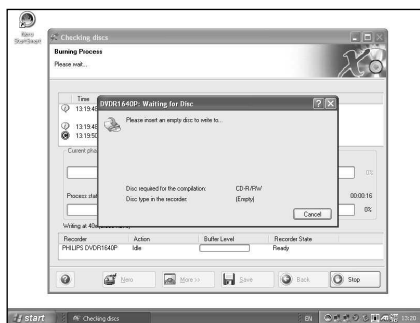 Nero
StartSmart
Checking discs
Burning Process
Please wait...
Time
13:19:48
13:19:48
13:19:50
DVDR1640P: Waiting for Disc
Please insert an empty disc to write to...
Disc required for the compilation: CD-R/RW
Disc type in the recorder: (Empty)
Cancel
Current pha
0%
Process stat
00:00:16
0%
Writing at 40x
Recorder Action Buffer Level Recorder State
PHILIPS DVDR1640P Idle Ready
New
More >>
Save
Back
Stop
start
Checking discs
EN
13:20